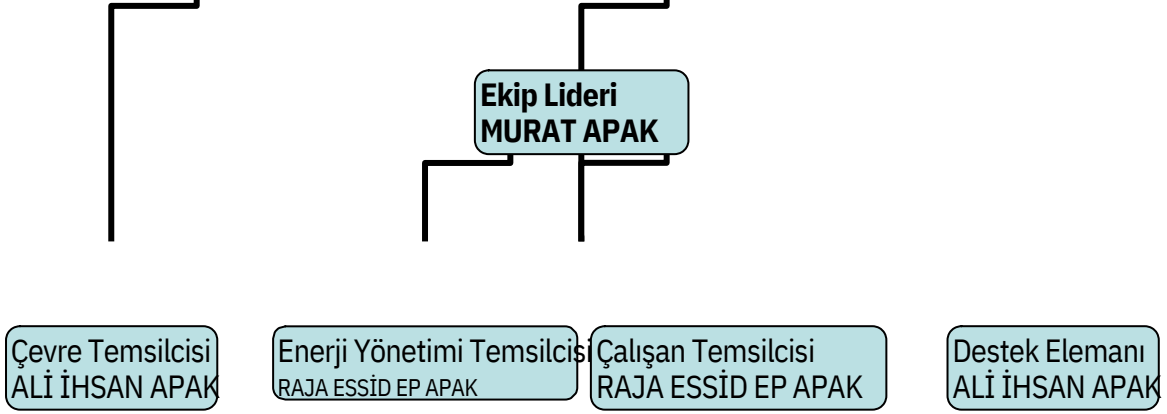 Ekip Lideri
MURAT APAK
Çevre Temsilcisi
ALİ İHSAN APAK
Enerji Yönetimi Temsilcisi
RAJA ESSİD EP APAK
Çalışan Temsilcisi
RAJA ESSİD EP APAK
Destek Elemanı
ALİ İHSAN APAK